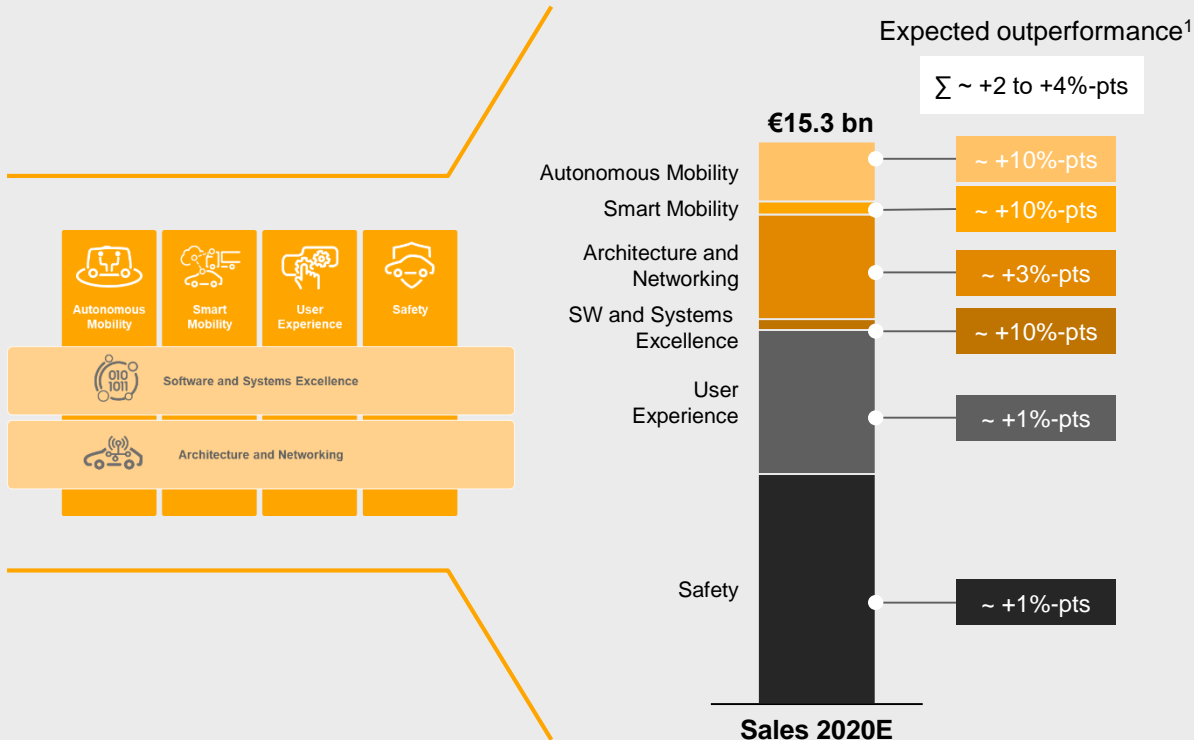 Expected outperformance¹
∑ ~ +2 to +4%-pts
Autonomous
Mobility
Smart
Mobility
User
Experience
Safety
010
1011
Software and Systems Excellence
Architecture and Networking
€15.3 bn
Autonomous Mobility
~ +10%-pts
Smart Mobility
~ +10%-pts
Architecture and
Networking
~ +3%-pts
SW and Systems
Excellence
~ +10%-pts
User
Experience
~ +1%-pts
Safety
~ +1%-pts
Sales 2020E